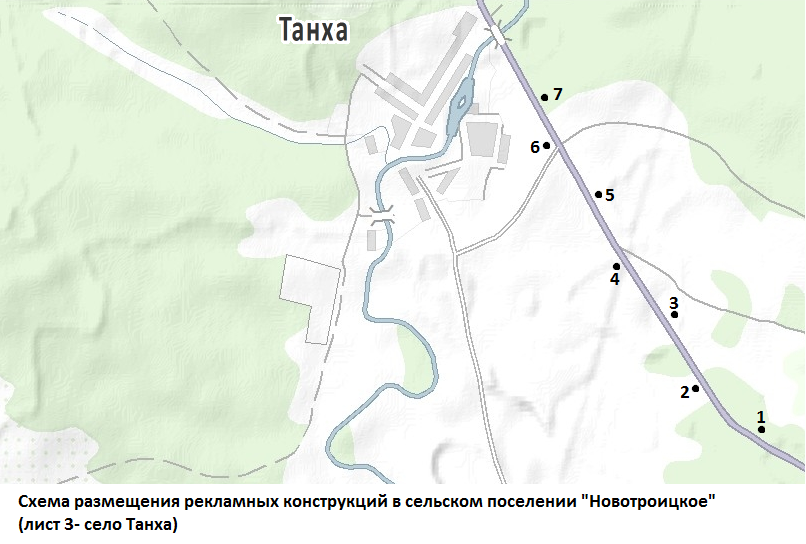 Танха
7
6
5
4
3
2
1
Схема размещения рекламных конструкций в сельском поселении "Новотроицкое"
(лист 3- село Танха)